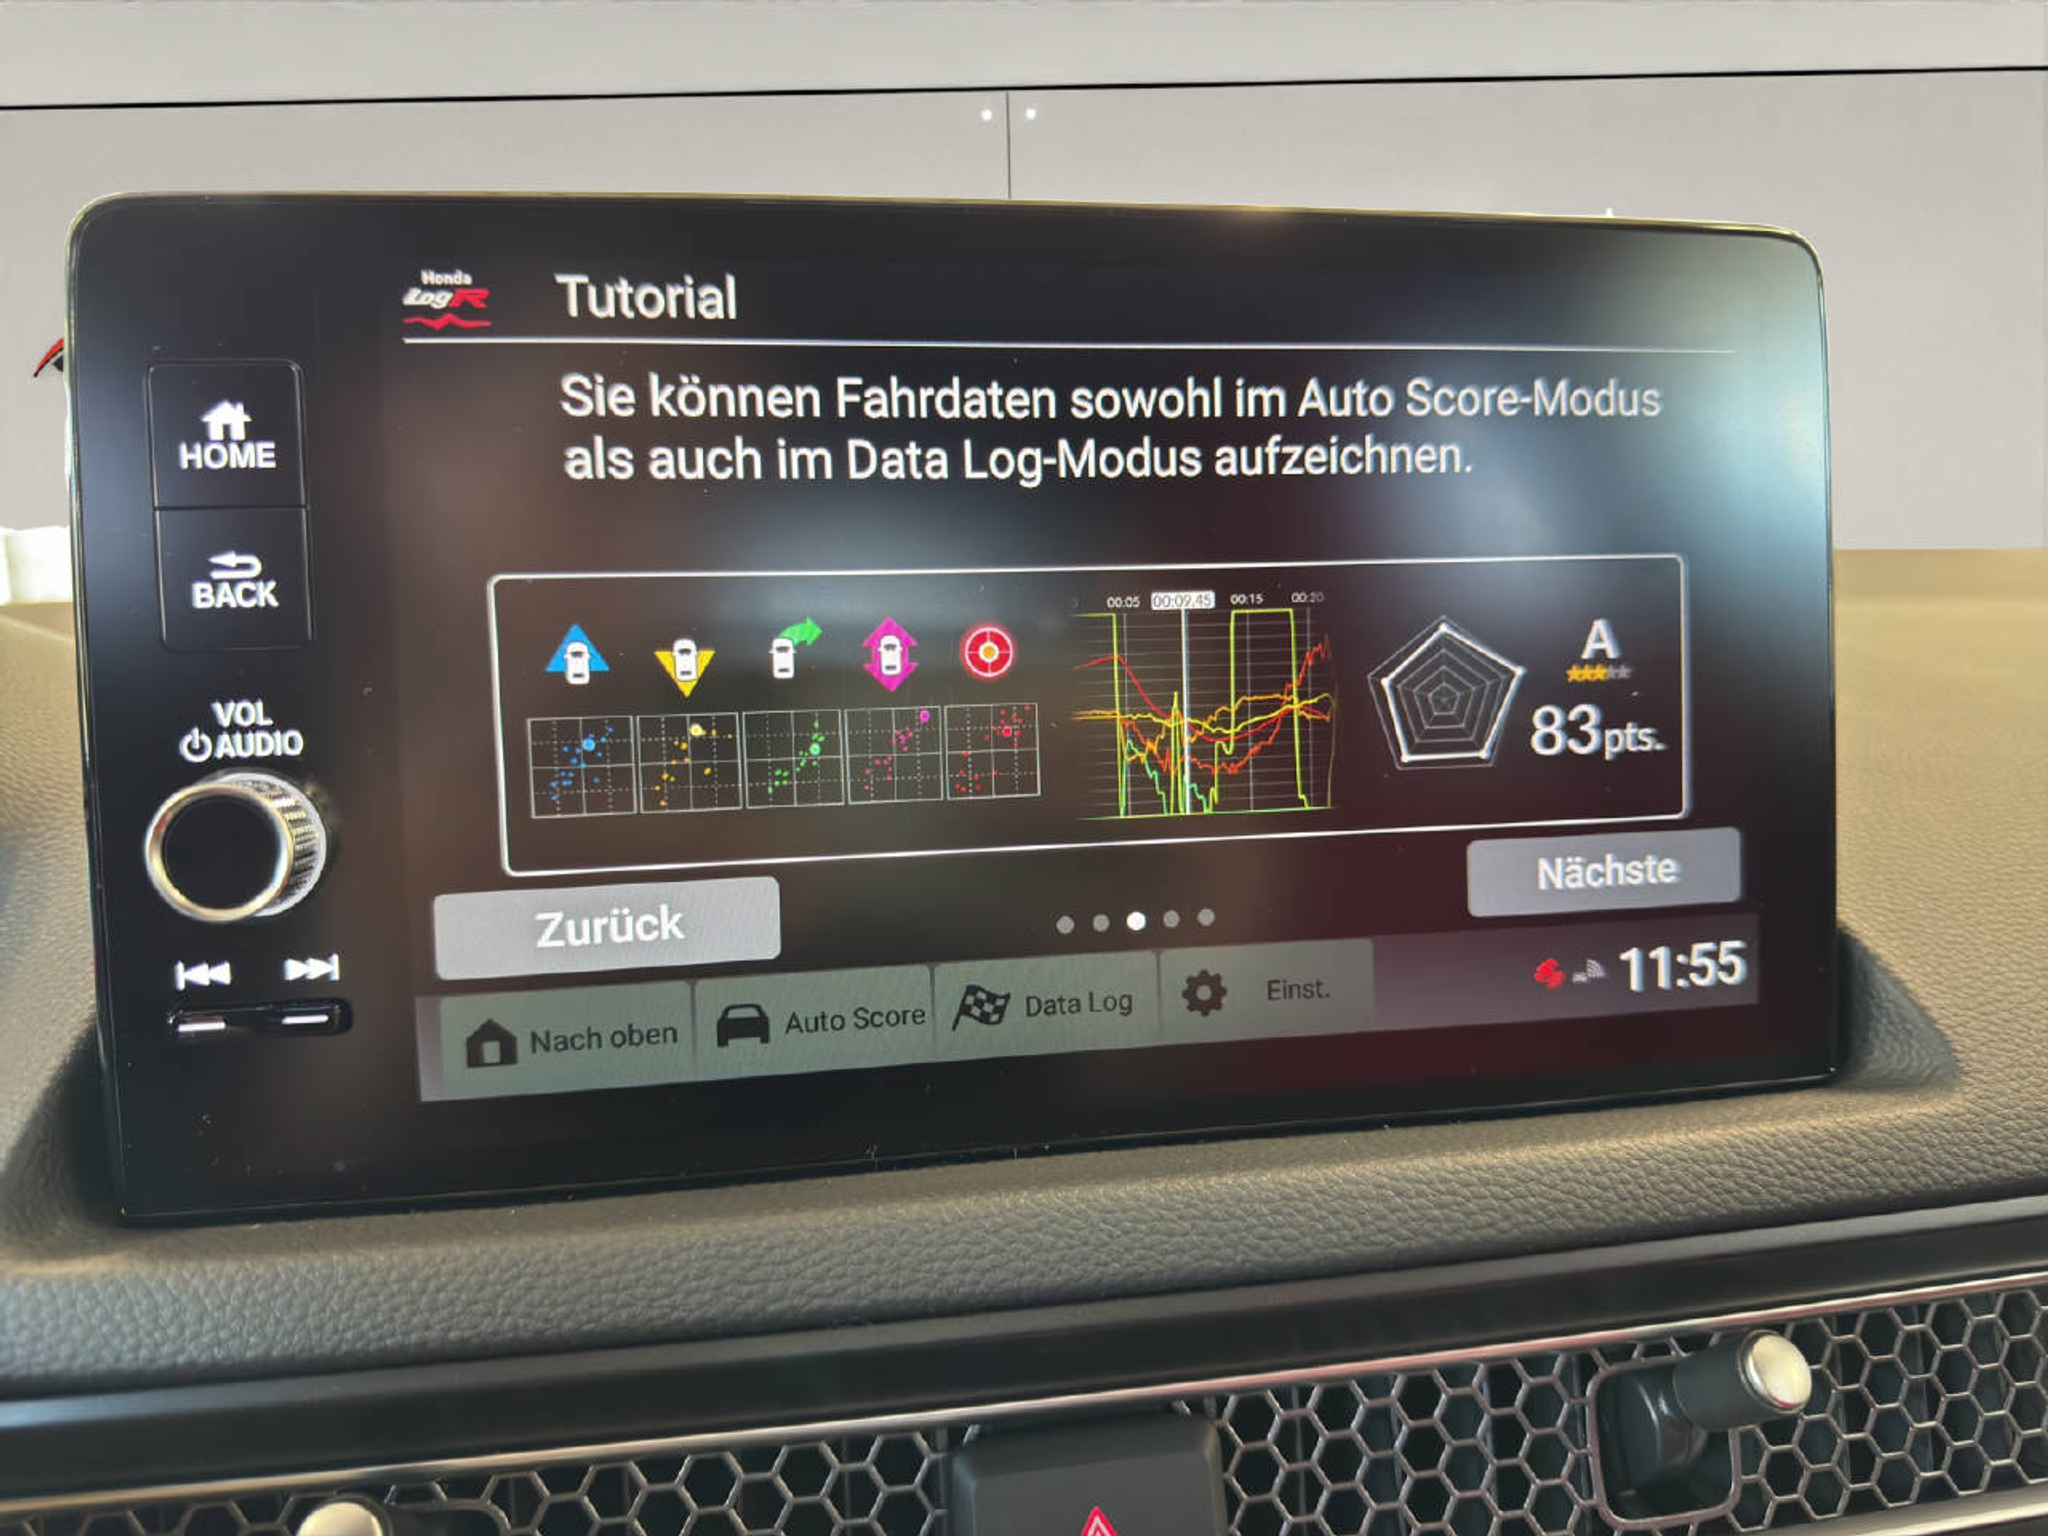 Honda
LogR
Tutorial
Sie können Fahrdaten sowohl im Auto Score-Modus
als auch im Data Log-Modus aufzeichnen.
HOME
BACK
VOL
AUDIO
00:05 00:09.45 00:15 00:20
A
83pts.
Zurück
Nächste
Nach oben
Auto Score
Data Log
Einst.
11:55